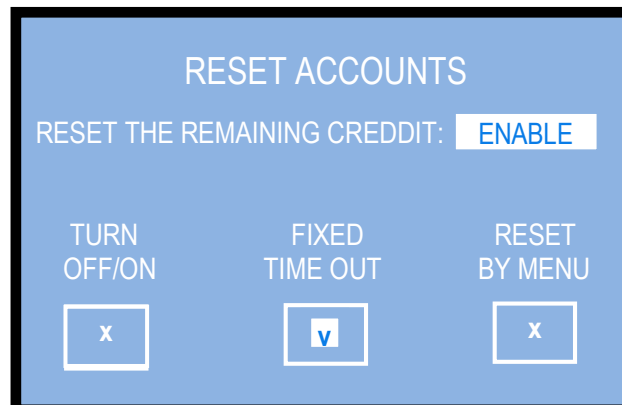 RESET ACCOUNTS
RESET THE REMAINING CREDDIT: ENABLE
TURN OFF/ON
FIXED TIME OUT
RESET BY MENU
x
v
x